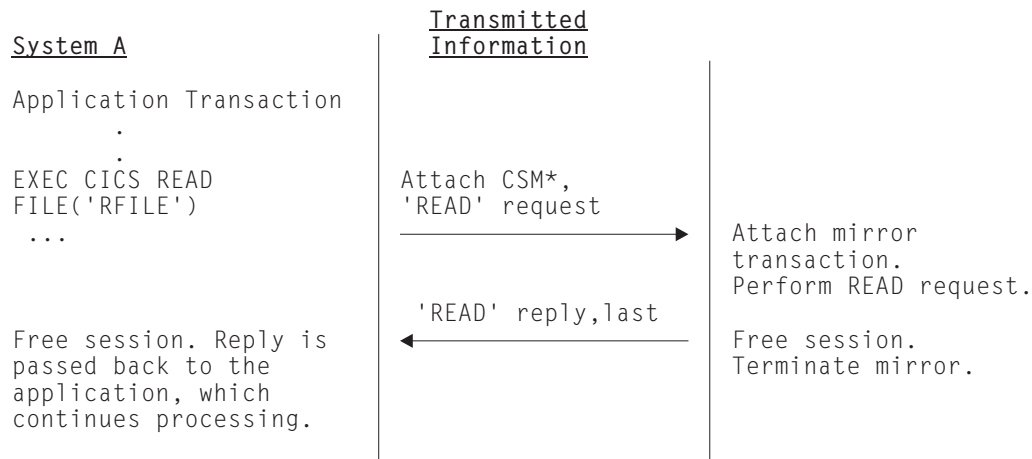 Transmitted
System A
Information
Application Transaction
.
.
EXEC CICS READ
FILE('RFILE')
...
Attach CSM*,
'READ' request
Attach mirror
transaction.
Perform READ request.
'READ' reply,last
Free session. Reply is
passed back to the
application, which
continues processing.
Free session.
Terminate mirror.